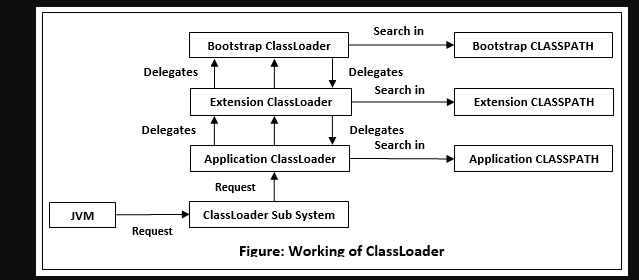 Search in
Bootstrap ClassLoader
Bootstrap CLASSPATH
Delegates
Delegates
Search in
Extension ClassLoader
Extension CLASSPATH
Delegates
Delegates
Search in
Application ClassLoader
Application CLASSPATH
Request
JVM
ClassLoader Sub System
Request
Figure: Working of ClassLoader